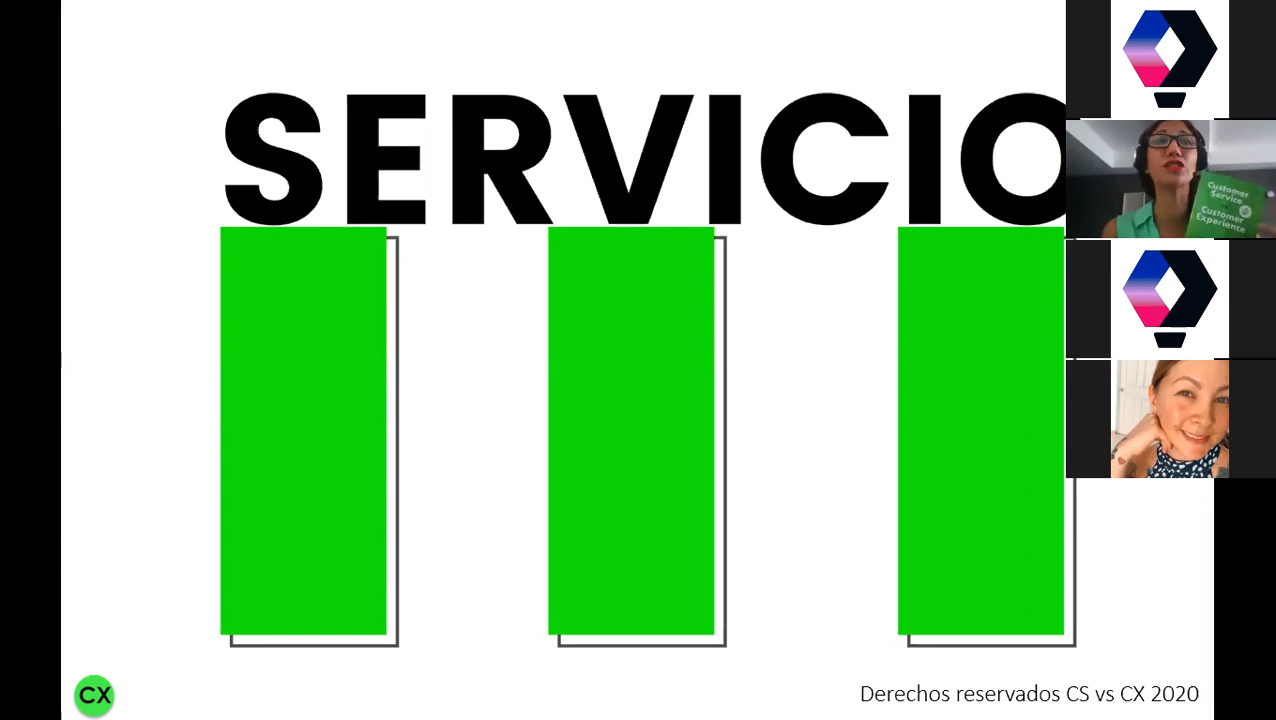 SERVICIO
Customer
Service
Customer
Experience
CX
Derechos reservados CS vs CX 2020